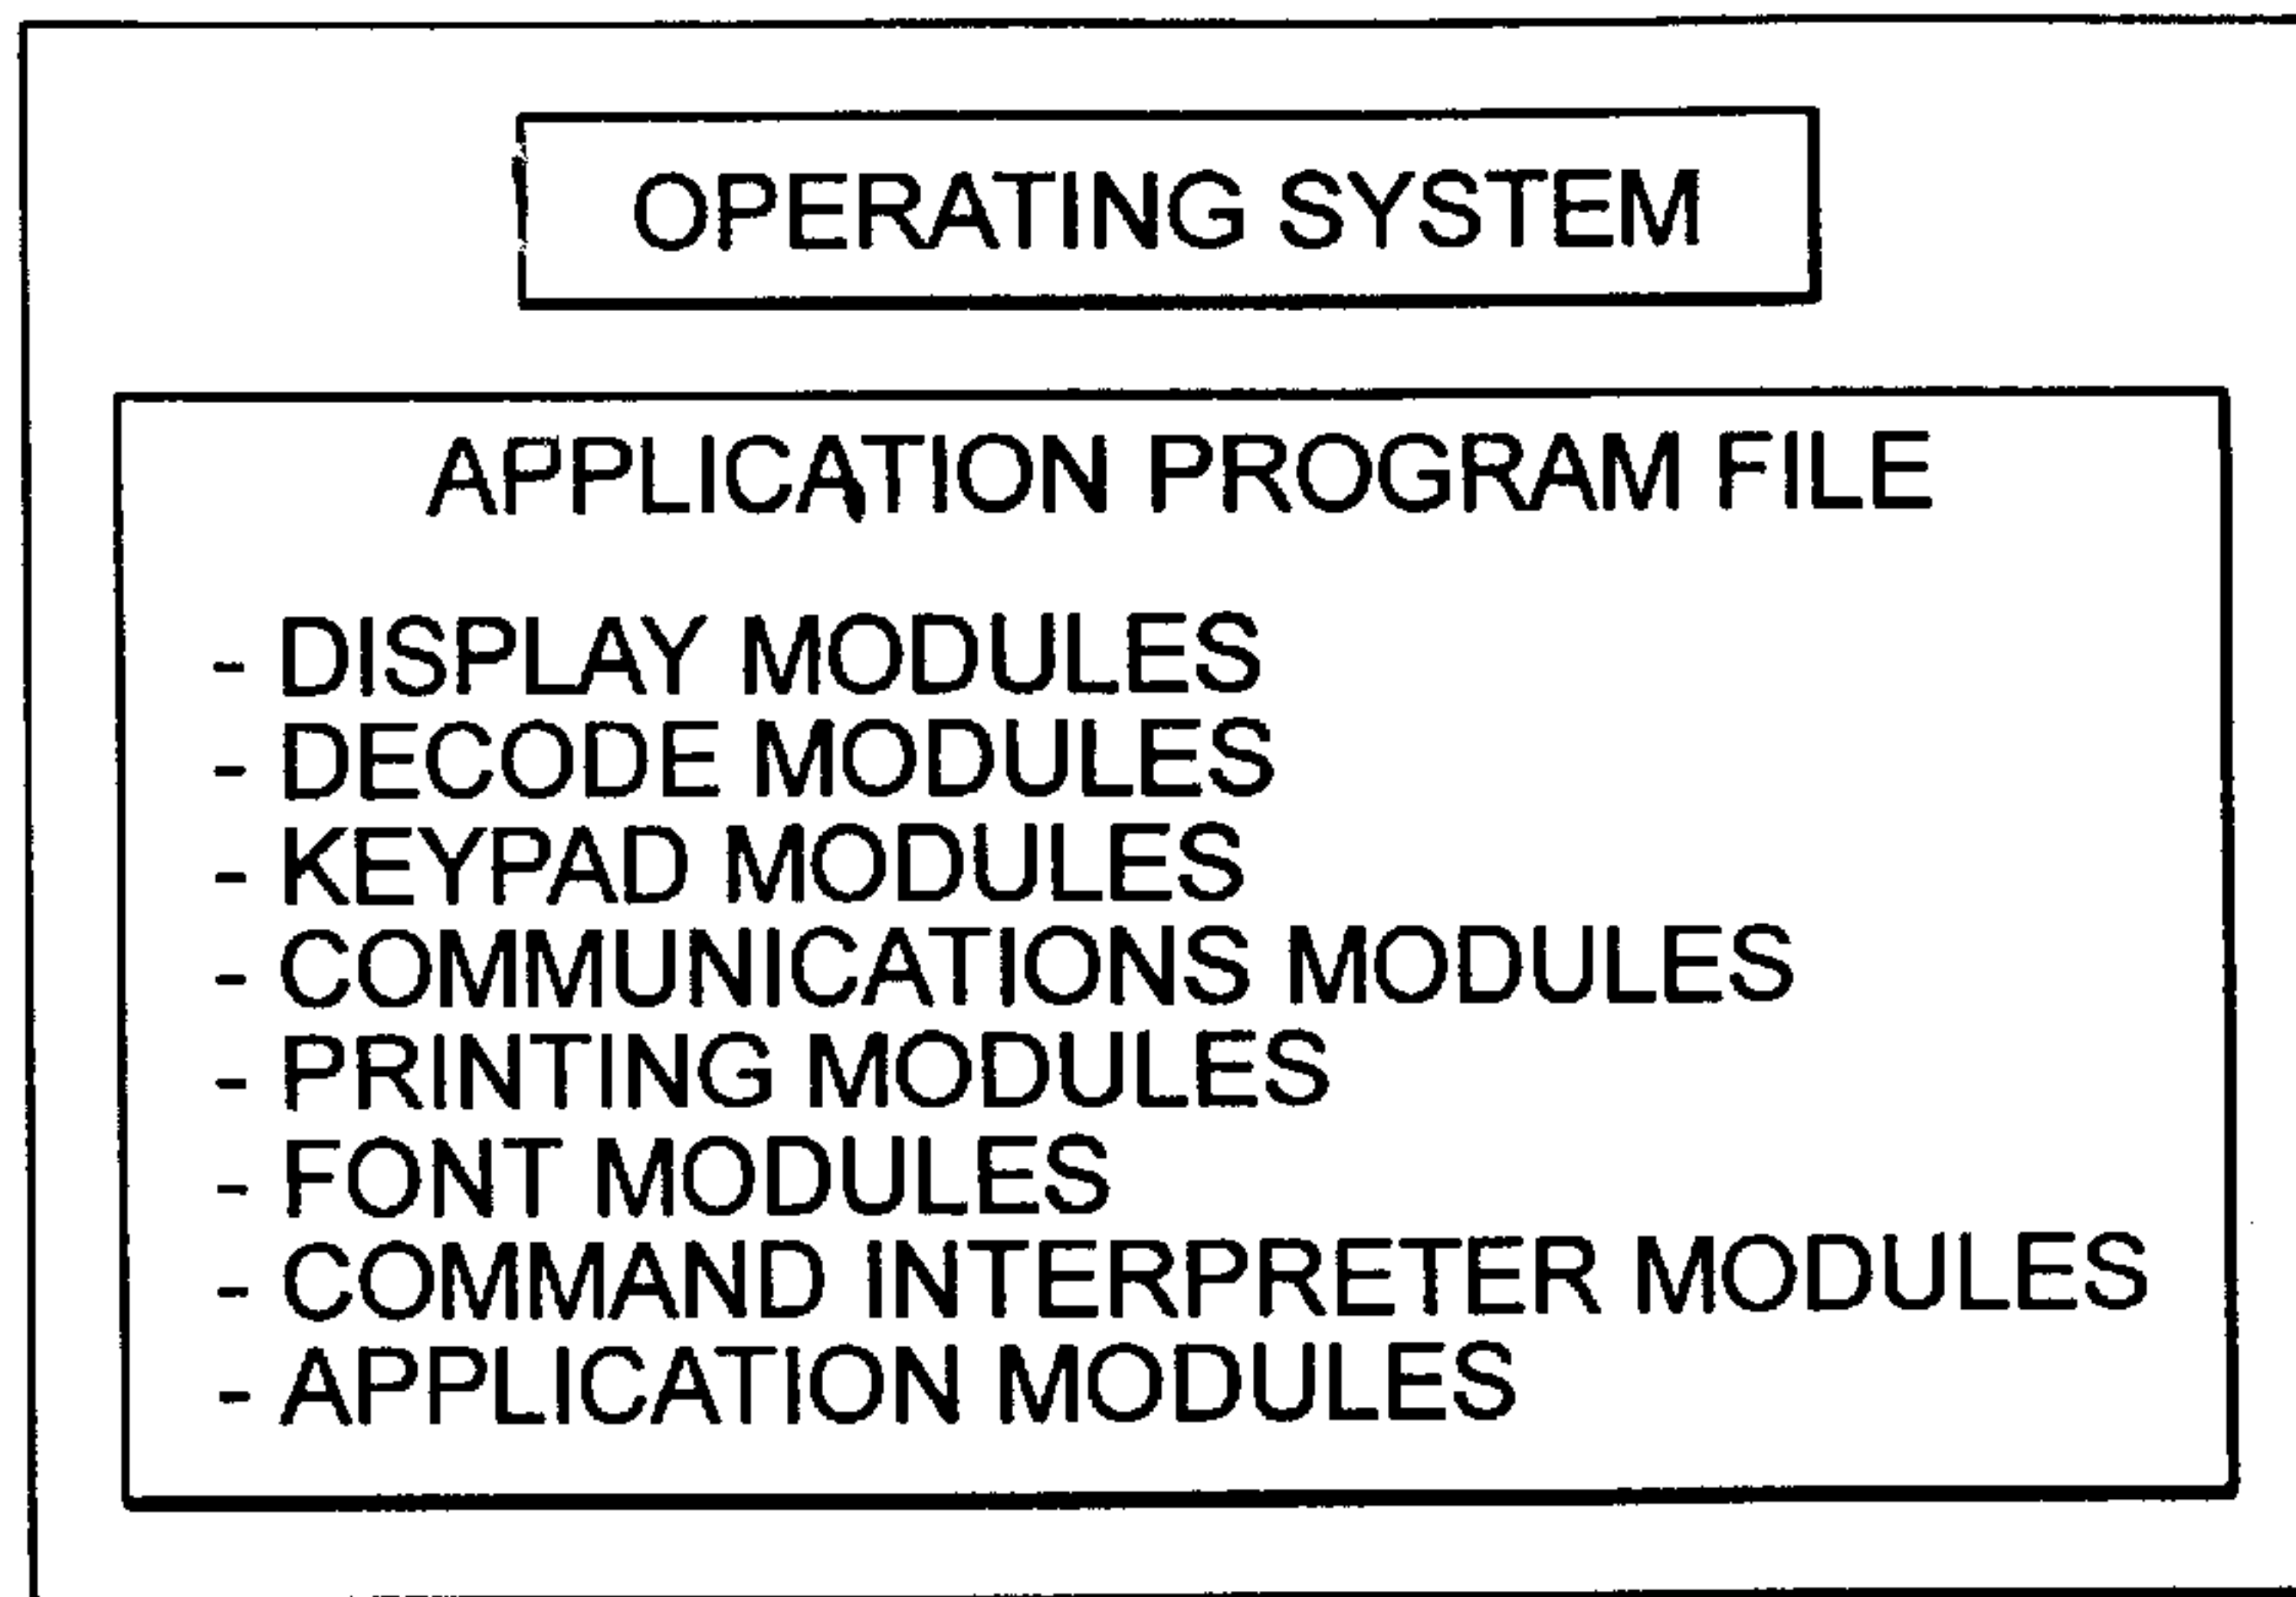 OPERATING SYSTEM
APPLICATION PROGRAM FILE
- DISPLAY MODULES
- DECODE MODULES
- KEYPAD MODULES
- COMMUNICATIONS MODULES
- PRINTING MODULES
- FONT MODULES
- COMMAND INTERPRETER MODULES
- APPLICATION MODULES